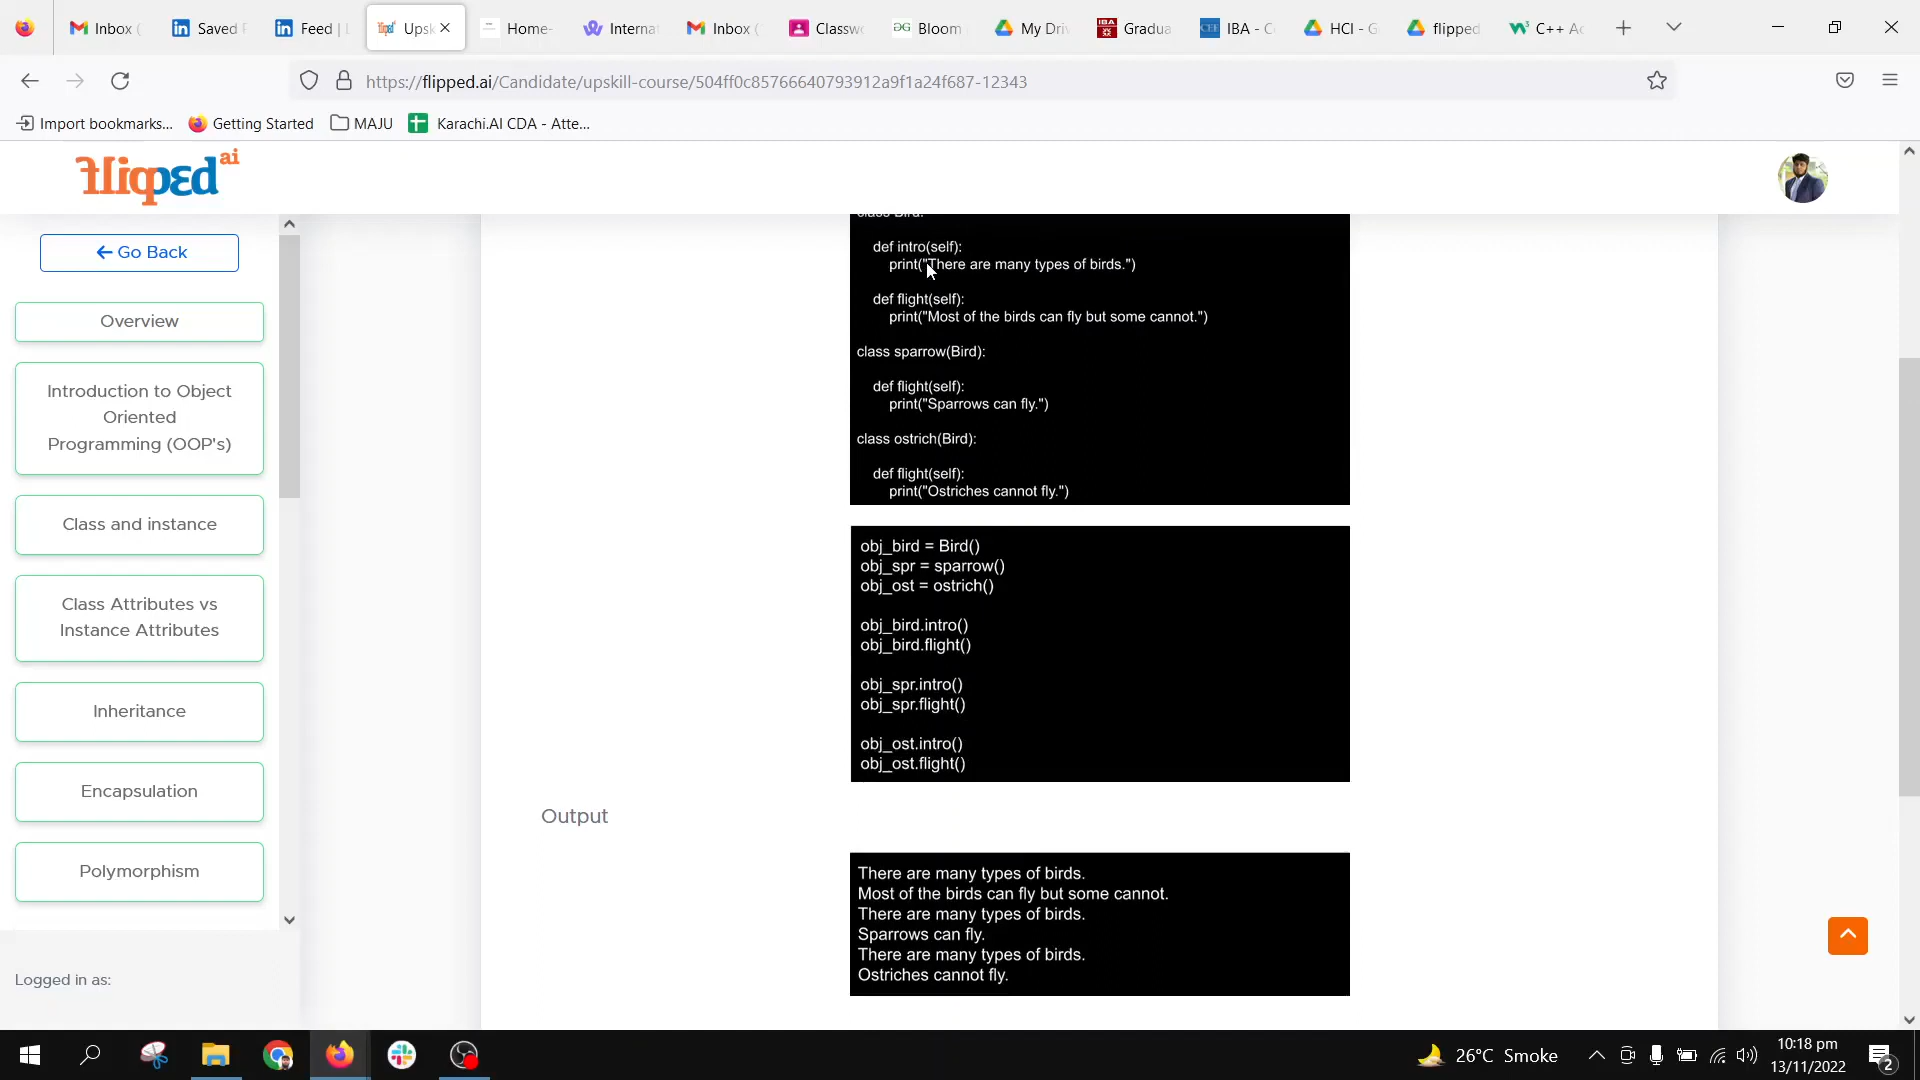 Inbox (
Saved
Feed |
Upsk
Home-
Interna
Inbox (
Classw
Bloom
My Driv
Gradua
IBA - C
HCI - G
flipped
C++ Ac
https://flipped.ai/Candidate/upskill-course/504ff0c85766640793912a9f1a24f687-12343
Import bookmarks...
Getting Started
MAJU
Karachi.AI CDA - Atte...
flipped ai
Go Back
Overview
Introduction to Object
Oriented
Programming (OOP's)
Class and instance
Class Attributes vs
Instance Attributes
Inheritance
Encapsulation
Polymorphism
Logged in as:
class Bird:
def intro(self):
print("There are many types of birds.")
def flight(self):
print("Most of the birds can fly but some cannot.")
class sparrow(Bird):
def flight(self):
print("Sparrows can fly.")
class ostrich(Bird):
def flight(self):
print("Ostriches cannot fly.")
obj_bird = Bird()
obj_spr = sparrow()
obj_ost = ostrich()
obj_bird.intro()
obj_bird.flight()
obj_spr.intro()
obj_spr.flight()
obj_ost.intro()
obj_ost.flight()
Output
There are many types of birds.
Most of the birds can fly but some cannot.
There are many types of birds.
Sparrows can fly.
There are many types of birds.
Ostriches cannot fly.
26°C Smoke
10:18 pm
13/11/2022
2